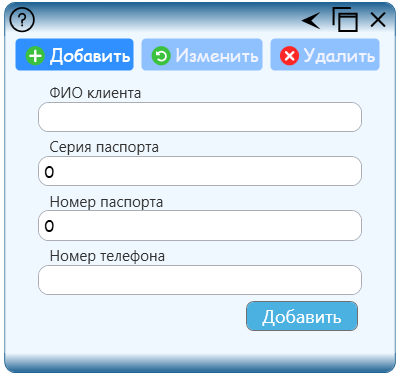 ?
Добавить Изменить Удалить
ФИО клиента
Серия паспорта
0
Номер паспорта
0
Номер телефона
Добавить